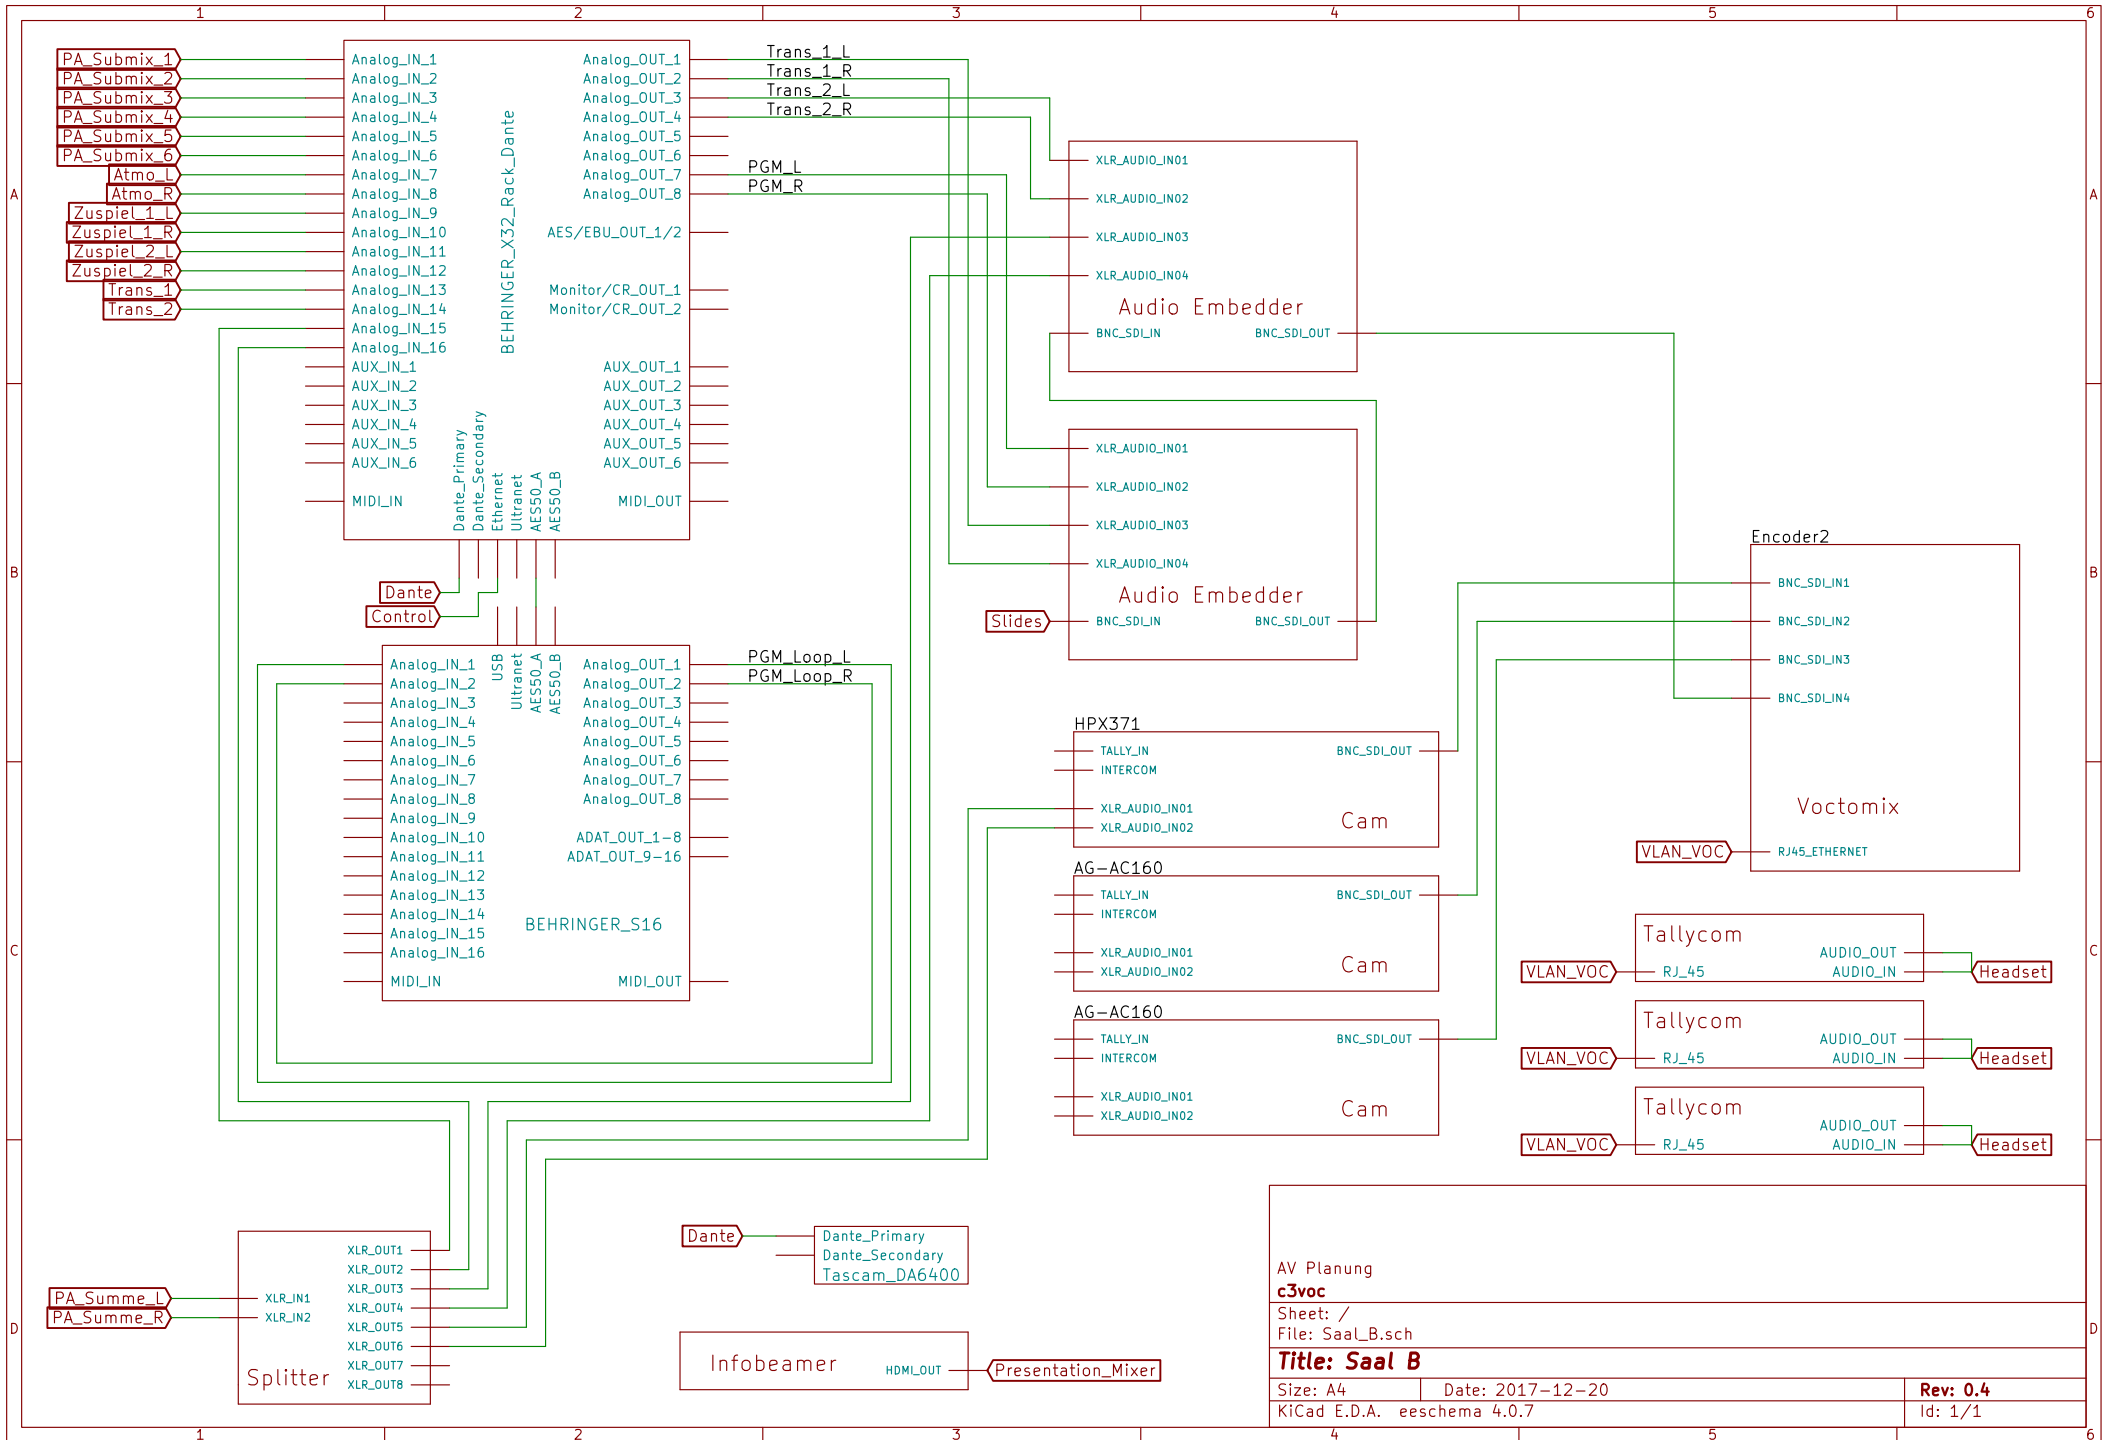 1 2 3 4 5 6
A
B
C
D
PA_Submix_1
PA_Submix_2
PA_Submix_3
PA_Submix_4
PA_Submix_5
PA_Submix_6
Atmo_L
Atmo_R
Zuspiel_1_L
Zuspiel_1_R
Zuspiel_2_L
Zuspiel_2_R
Trans_1
Trans_2
Analog_IN_1
Analog_IN_2
Analog_IN_3
Analog_IN_4
Analog_IN_5
Analog_IN_6
Analog_IN_7
Analog_IN_8
Analog_IN_9
Analog_IN_10
Analog_IN_11
Analog_IN_12
Analog_IN_13
Analog_IN_14
Analog_IN_15
Analog_IN_16
AUX_IN_1
AUX_IN_2
AUX_IN_3
AUX_IN_4
AUX_IN_5
AUX_IN_6
MIDI_IN
BEHRINGER_X32_Rack_Dante
Analog_OUT_1
Analog_OUT_2
Analog_OUT_3
Analog_OUT_4
Analog_OUT_5
Analog_OUT_6
Analog_OUT_7
Analog_OUT_8
AES/EBU_OUT_1/2
Monitor/CR_OUT_1
Monitor/CR_OUT_2
AUX_OUT_1
AUX_OUT_2
AUX_OUT_3
AUX_OUT_4
AUX_OUT_5
AUX_OUT_6
MIDI_OUT
Dante_Primary
Dante_Secondary
Ethernet
Ultranet
AES50_A
AES50_B
Trans_1_L
Trans_1_R
Trans_2_L
Trans_2_R
PGM_L
PGM_R
Dante
Control
USB
Ultranet
AES50_A
AES50_B
Analog_IN_1
Analog_IN_2
Analog_IN_3
Analog_IN_4
Analog_IN_5
Analog_IN_6
Analog_IN_7
Analog_IN_8
Analog_IN_9
Analog_IN_10
Analog_IN_11
Analog_IN_12
Analog_IN_13
Analog_IN_14
Analog_IN_15
Analog_IN_16
MIDI_IN
Analog_OUT_1
Analog_OUT_2
Analog_OUT_3
Analog_OUT_4
Analog_OUT_5
Analog_OUT_6
Analog_OUT_7
Analog_OUT_8
ADAT_OUT_1-8
ADAT_OUT_9-16
BEHRINGER_S16
MIDI_OUT
PGM_Loop_L
PGM_Loop_R
XLR_AUDIO_IN01
XLR_AUDIO_IN02
XLR_AUDIO_IN03
XLR_AUDIO_IN04
Audio Embedder
BNC_SDI_IN
BNC_SDI_OUT
XLR_AUDIO_IN01
XLR_AUDIO_IN02
XLR_AUDIO_IN03
XLR_AUDIO_IN04
Audio Embedder
Slides
BNC_SDI_IN
BNC_SDI_OUT
HPX371
TALLY_IN
INTERCOM
XLR_AUDIO_IN01
XLR_AUDIO_IN02
BNC_SDI_OUT
Cam
AG-AC160
TALLY_IN
INTERCOM
XLR_AUDIO_IN01
XLR_AUDIO_IN02
BNC_SDI_OUT
Cam
AG-AC160
TALLY_IN
INTERCOM
XLR_AUDIO_IN01
XLR_AUDIO_IN02
BNC_SDI_OUT
Cam
Encoder2
BNC_SDI_IN1
BNC_SDI_IN2
BNC_SDI_IN3
BNC_SDI_IN4
Voctomix
VLAN_VOC
RJ45_ETHERNET
Tallycom
AUDIO_OUT
AUDIO_IN
VLAN_VOC
RJ_45
Headset
Tallycom
AUDIO_OUT
AUDIO_IN
VLAN_VOC
RJ_45
Headset
Tallycom
AUDIO_OUT
AUDIO_IN
VLAN_VOC
RJ_45
Headset
PA_Summe_L
PA_Summe_R
XLR_IN1
XLR_IN2
Splitter
XLR_OUT1
XLR_OUT2
XLR_OUT3
XLR_OUT4
XLR_OUT5
XLR_OUT6
XLR_OUT7
XLR_OUT8
Dante
Dante_Primary
Dante_Secondary
Tascam_DA6400
Infobeamer
HDMI_OUT
Presentation_Mixer
AV Planung
c3voc
Sheet: /
File: Saal_B.sch
Title: Saal B
Size: A4
Date: 2017-12-20
Rev: 0.4
KiCad E.D.A. eeschema 4.0.7
Id: 1/1
A
B
C
D
1 2 3 4 5 6